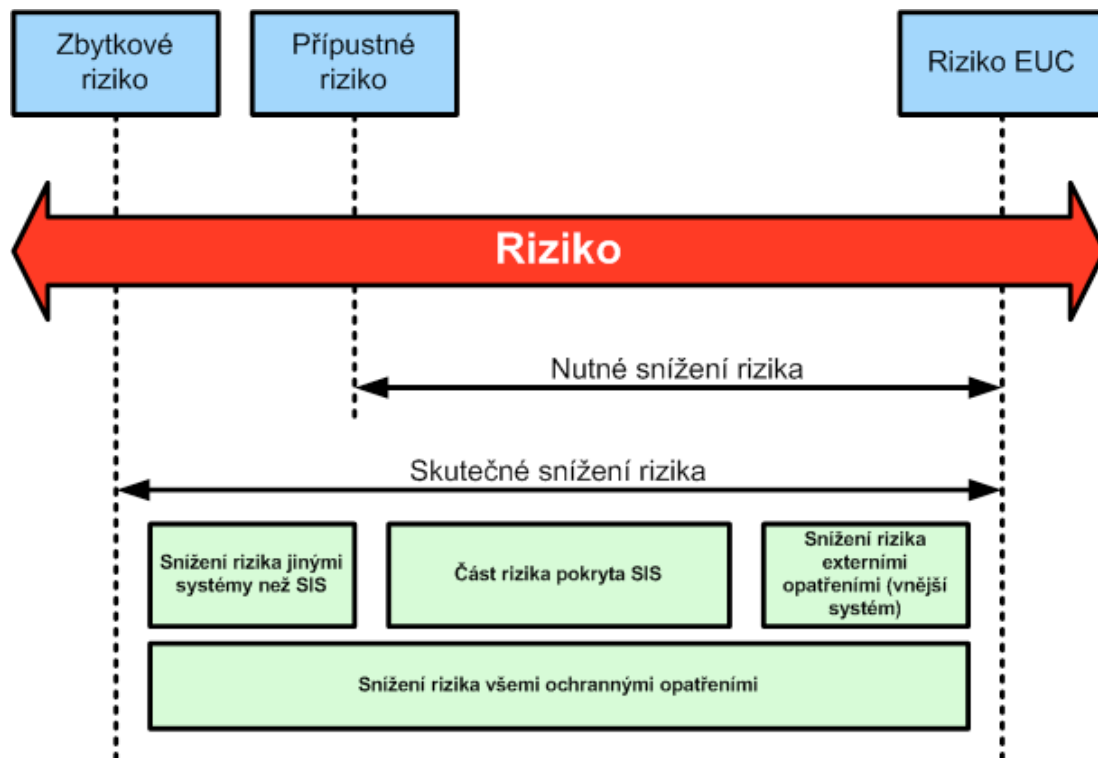 Zbytkové
riziko
Přípustné
riziko
Riziko EUC
Riziko
Nutné snížení rizika
Skutečné snížení rizika
Snížení rizika jinými
systémy než SIS
Část rizika pokryta SIS
Snížení rizika
externími
opatřeními (vnější
systém)
Snížení rizika všemi ochrannými opatřeními